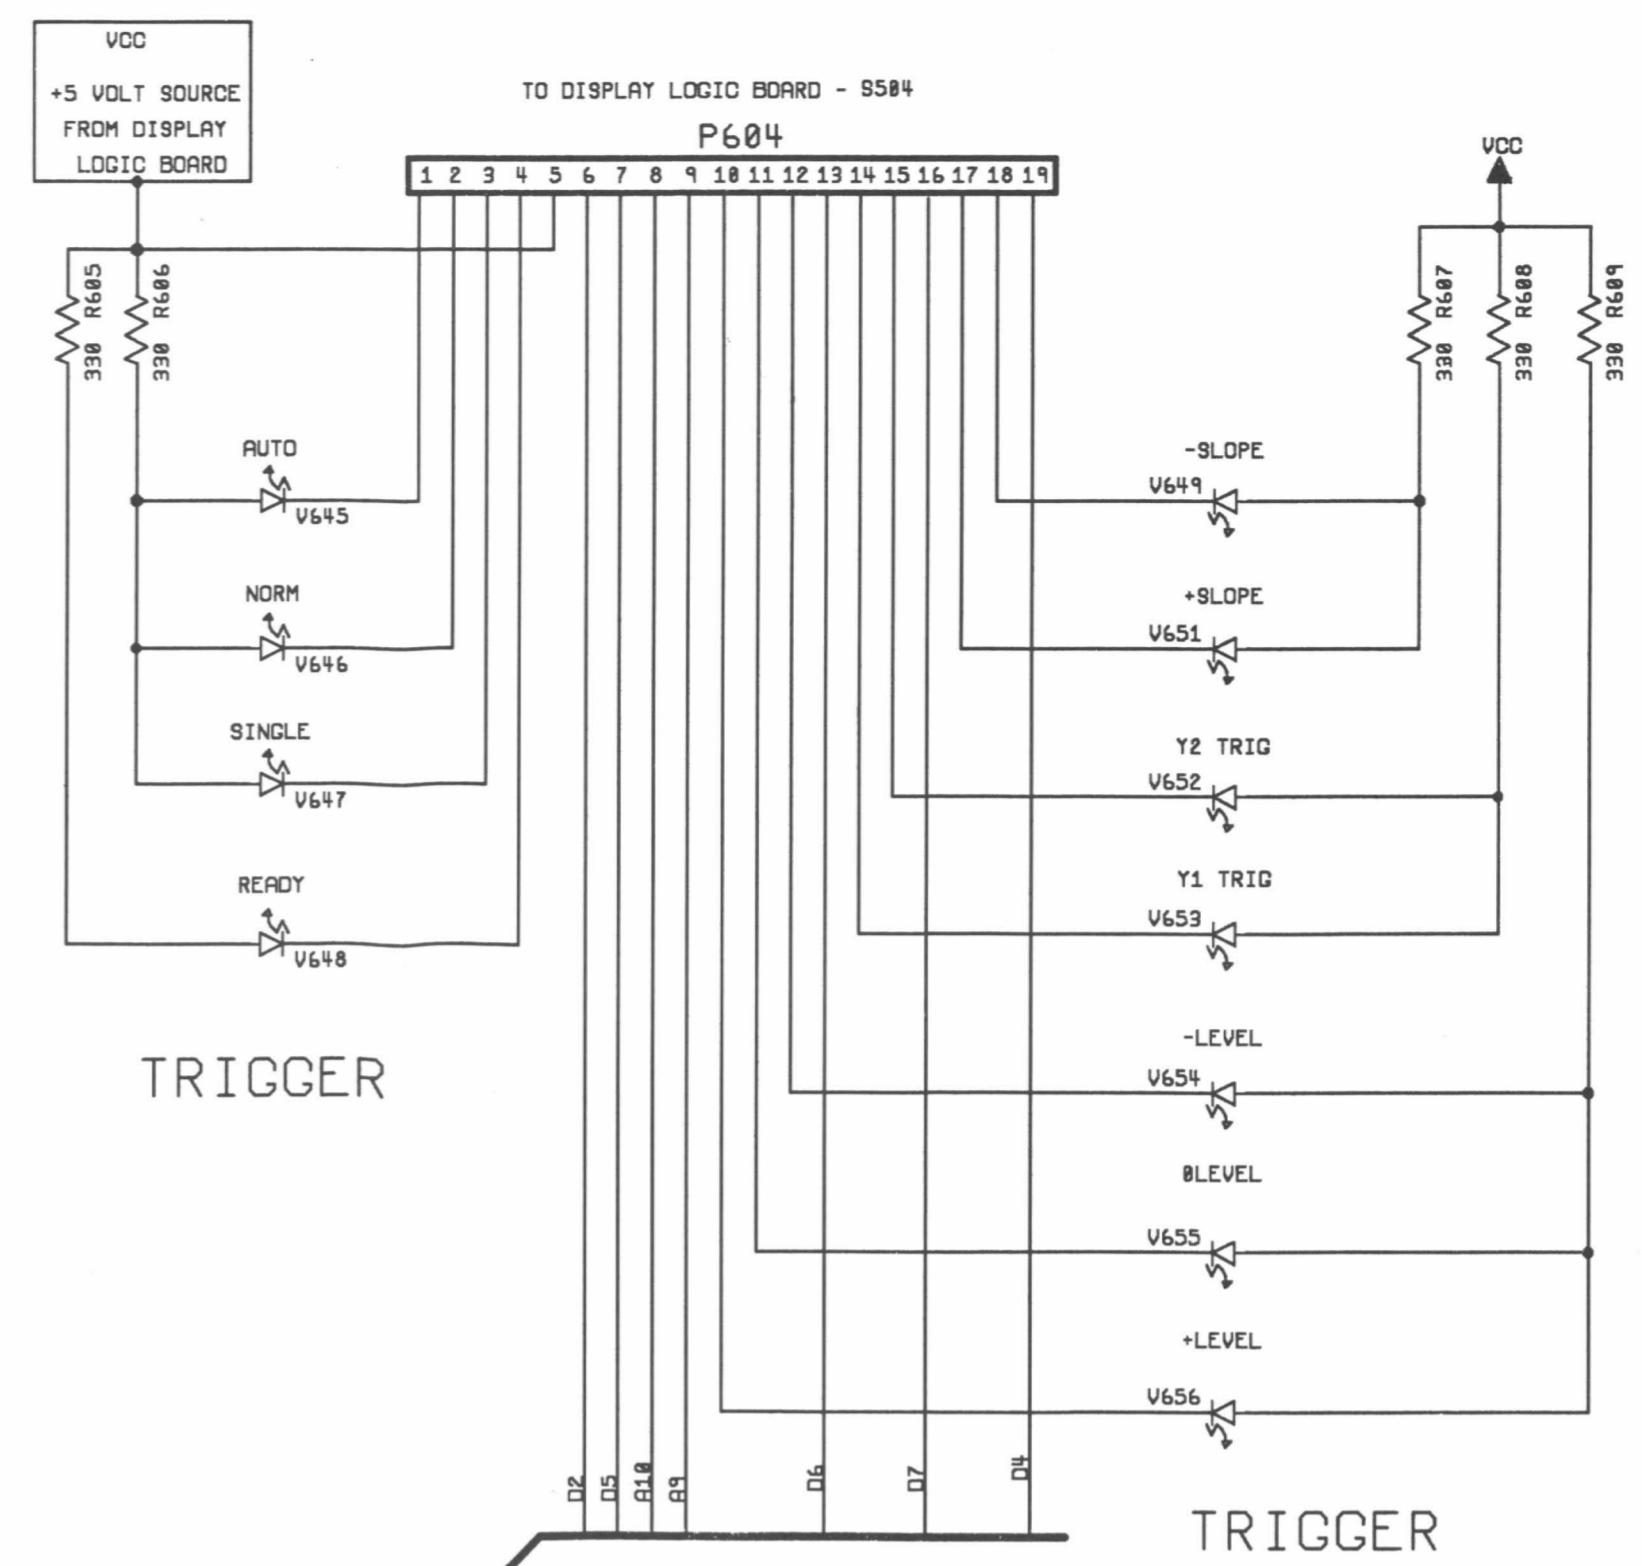 VCC
+5 VOLT SOURCE
FROM DISPLAY
LOGIC BOARD
TO DISPLAY LOGIC BOARD - S504
P604
1 2 3 4 5 6 7 8 9 10 11 12 13 14 15 16 17 18 19
VCC
330 R605
330 R606
330 R607
330 R608
330 R609
AUTO
V645
NORM
V646
SINGLE
V647
READY
V648
TRIGGER
-SLOPE
V649
+SLOPE
V651
Y2 TRIG
V652
Y1 TRIG
V653
-LEVEL
V654
0LEVEL
V655
+LEVEL
V656
D2
D5
A10
A9
D6
D7
D4
TRIGGER